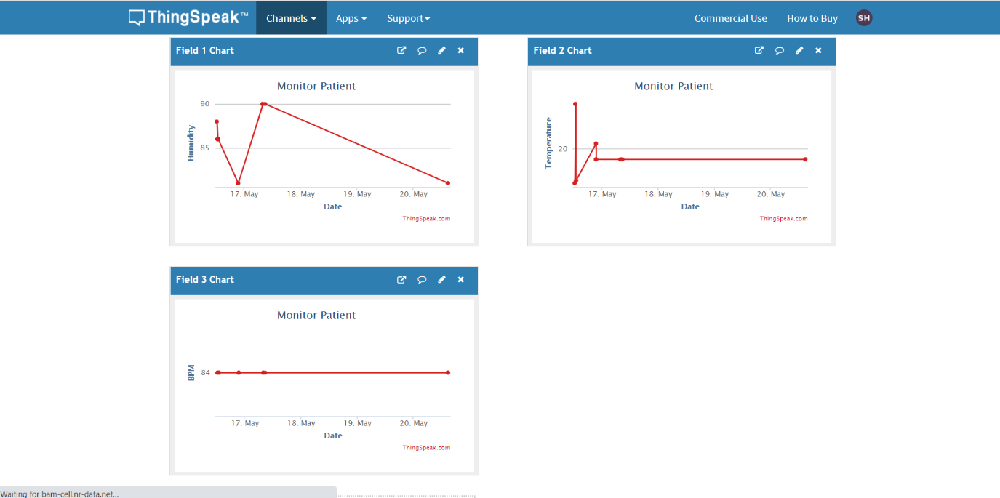 ThingSpeak™ Channels Apps Support Commercial Use How to Buy SH
Field 1 Chart
Monitor Patient
90
85
Humidity
17. May 18. May 19. May 20. May
Date
ThingSpeak.com
Field 2 Chart
Monitor Patient
20
Temperature
17. May 18. May 19. May 20. May
Date
ThingSpeak.com
Field 3 Chart
Monitor Patient
84
BPM
17. May 18. May 19. May 20. May
Date
ThingSpeak.com
Waiting for bam-cell.nr-data.net...